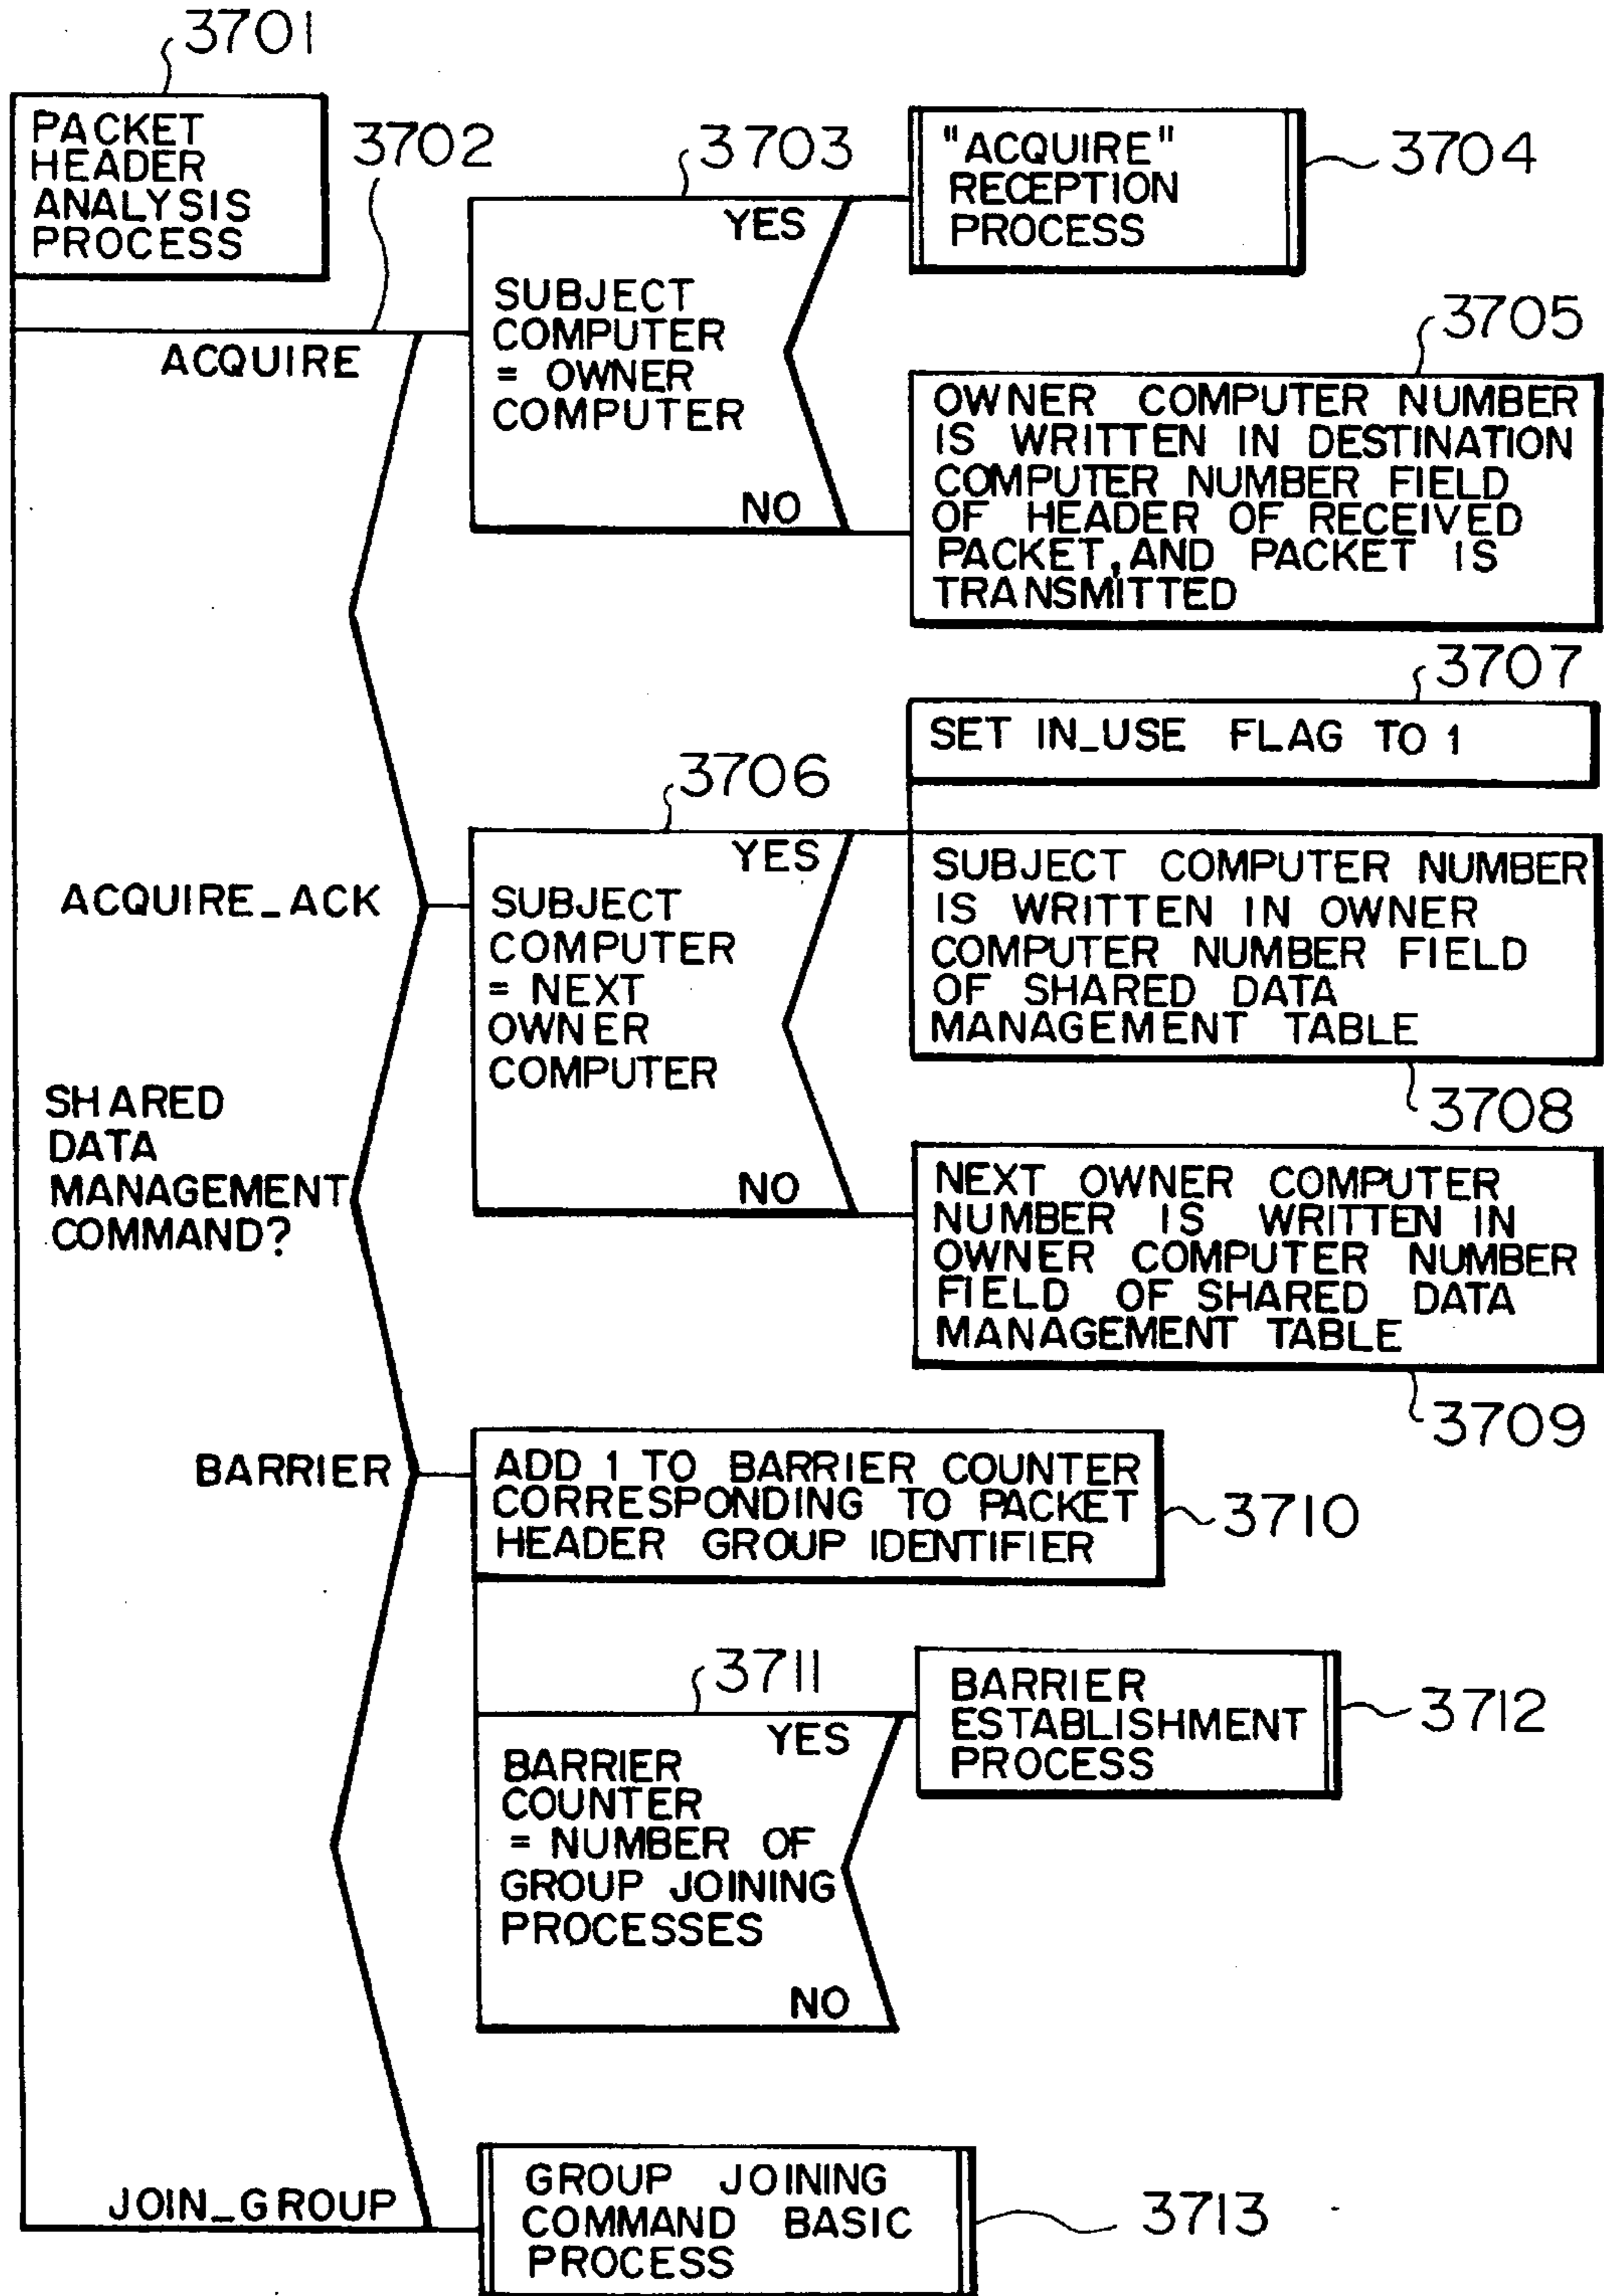 3701
PACKET
HEADER
ANALYSIS
PROCESS
3702
ACQUIRE
3703
YES
SUBJECT
COMPUTER
= OWNER
COMPUTER
NO
"ACQUIRE"
RECEPTION
PROCESS
3704
3705
OWNER COMPUTER NUMBER
IS WRITTEN IN DESTINATION
COMPUTER NUMBER FIELD
OF HEADER OF RECEIVED
PACKET, AND PACKET IS
TRANSMITTED
ACQUIRE_ACK
3706
YES
SUBJECT
COMPUTER
= NEXT
OWNER
COMPUTER
NO
3707
SET IN_USE FLAG TO 1
SUBJECT COMPUTER NUMBER
IS WRITTEN IN OWNER
COMPUTER NUMBER FIELD
OF SHARED DATA
MANAGEMENT TABLE
3708
NEXT OWNER COMPUTER
NUMBER IS WRITTEN IN
OWNER COMPUTER NUMBER
FIELD OF SHARED DATA
MANAGEMENT TABLE
3709
SHARED
DATA
MANAGEMENT
COMMAND?
BARRIER
ADD 1 TO BARRIER COUNTER
CORRESPONDING TO PACKET
HEADER GROUP IDENTIFIER
3710
3711
YES
BARRIER
COUNTER
= NUMBER OF
GROUP JOINING
PROCESSES
NO
BARRIER
ESTABLISHMENT
PROCESS
3712
JOIN_GROUP
GROUP JOINING
COMMAND BASIC
PROCESS
3713